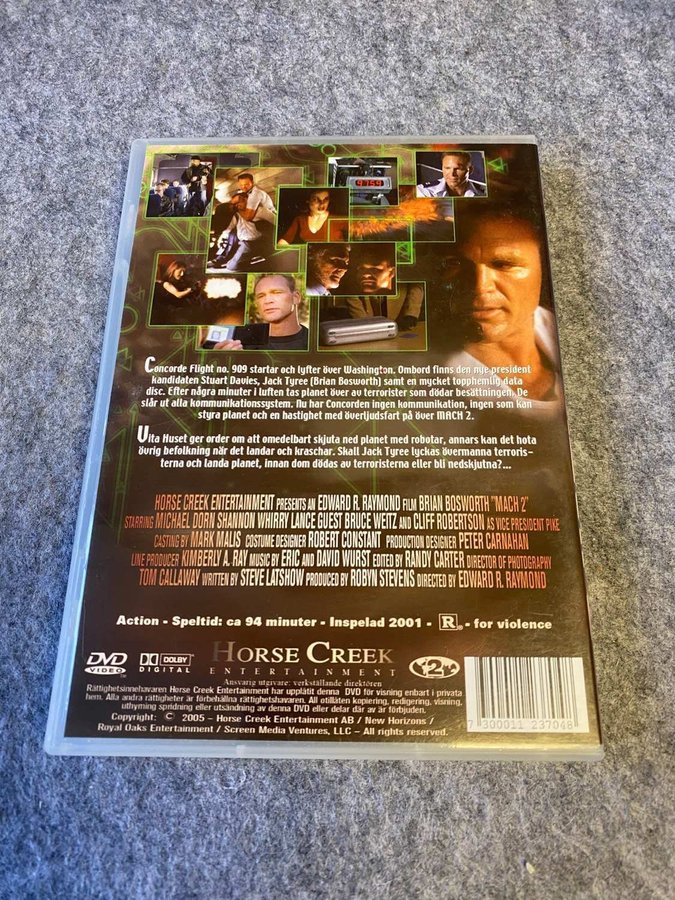 9:59
Concorde Flight no. 909 startar och lyfter över Washington. Ombord finns den nye president
kandidaten Stuart Davies, Jack Tyree (Brian Bosworth) samt en mycket topphemlig data
disc. Efter några minuter i luften tas planet över av terrorister som dödar besättningen. De
slår ut alla kommunikationssystem. Nu har Concorden ingen kommunikation, ingen som kan
styra planet och en hastighet med överljudsfart på över MACH 2.
Vita Huset ger order om att omedelbart skjuta ned planet med robotar, annars kan det hota
övrig befolkning när det landar och kraschar. Skall Jack Tyree lyckas övermanna terroris-
terna och landa planet, innan dom dödas av terroristerna eller bli nedskjutna?...
HORSE CREEK ENTERTAINMENT PRESENTS AN EDWARD R. RAYMOND FILM BRIAN BOSWORTH "MACH 2"
STARRING MICHAEL DORN SHANNON WHIRRY LANCE GUEST BRUCE WEITZ AND CLIFF ROBERTSON AS VICE PRESIDENT PIKE
CASTING BY MARK MALIS COSTUME DESIGNER ROBERT CONSTANT PRODUCTION DESIGNER PETER CARNAHAN
LINE PRODUCER KIMBERLY A. RAY MUSIC BY ERIC AND DAVID WURST EDITED BY RANDY CARTER DIRECTOR OF PHOTOGRAPHY
TOM CALLAWAY WRITTEN BY STEVE LATSHOW PRODUCED BY ROBYN STEVENS DIRECTED BY EDWARD R. RAYMOND
Action - Speltid: ca 94 minuter - Inspelad 2001 - R - for violence
DVD VIDEO DOLBY DIGITAL HORSE CREEK ENTERTAINMENT 2
Ansvarig utgivare: verkställande direktören
Rättighetsinnehavaren Horse Creek Entertainment har upplåtit denna DVD för visning enbart i privata
hem. Alla andra rättigheter är förbehållna rättighetshavaren. All otillåten kopiering, redigering, visning,
uthyrning spridning eller utsändning av denna DVD eller delar där av är förbjuden.
Copyright: © 2005 - Horse Creek Entertainment AB / New Horizons /
Royal Oaks Entertainment / Screen Media Ventures, LLC - All rights reserved.
7 300011 237048